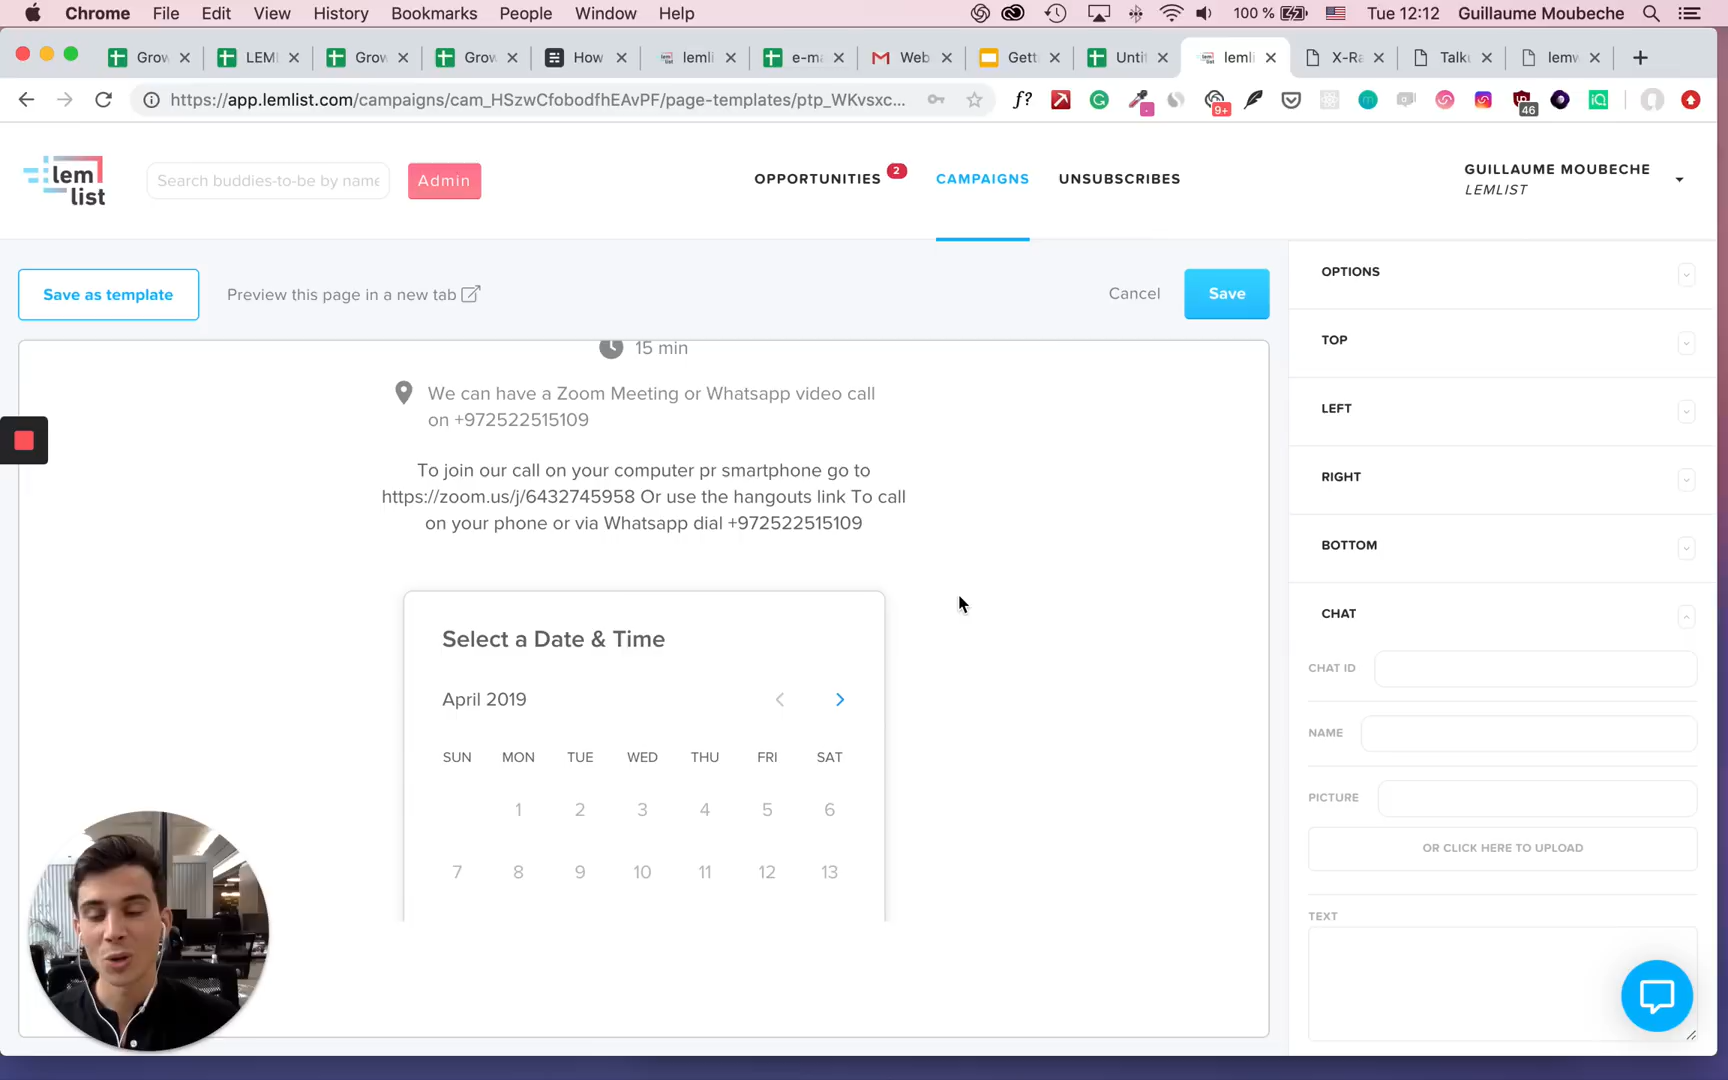 Chrome File Edit View History Bookmarks People Window Help
100 % Tue 12:12 Guillaume Moubeche
Grow LEMI Grow Grow How lemli e-ma Web Gett Unti lemli X-Ra Talku lemw
https://app.lemlist.com/campaigns/cam_HSzwCfobodfhEAvPF/page-templates/ptp_WKvsxc...
f? 9+ 46
lem
list
Search buddies-to-be by name
Admin
OPPORTUNITIES 2
CAMPAIGNS
UNSUBSCRIBES
GUILLAUME MOUBECHE
LEMLIST
Save as template
Preview this page in a new tab
Cancel
Save
15 min
We can have a Zoom Meeting or Whatsapp video call
on +972522515109
To join our call on your computer pr smartphone go to
https://zoom.us/j/6432745958 Or use the hangouts link To call
on your phone or via Whatsapp dial +972522515109
Select a Date & Time
April 2019
SUN MON TUE WED THU FRI SAT
1 2 3 4 5 6
7 8 9 10 11 12 13
OPTIONS
TOP
LEFT
RIGHT
BOTTOM
CHAT
CHAT ID
NAME
PICTURE
OR CLICK HERE TO UPLOAD
TEXT